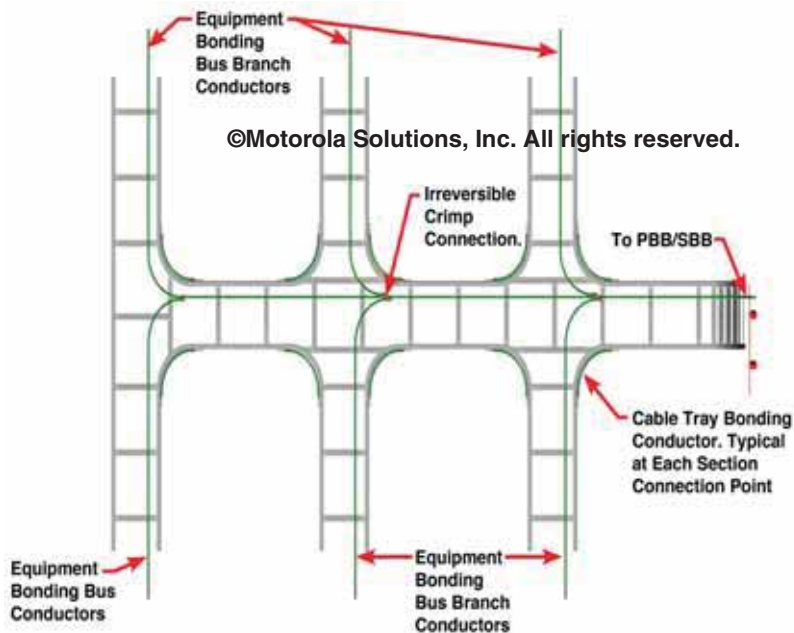 Equipment
Bonding
Bus Branch
Conductors
©Motorola Solutions, Inc. All rights reserved.
Irreversible
Crimp
Connection.
To PBB/SBB
Cable Tray Bonding
Conductor. Typical
at Each Section
Connection Point
Equipment
Bonding Bus
Conductors
Equipment
Bonding
Bus Branch
Conductors